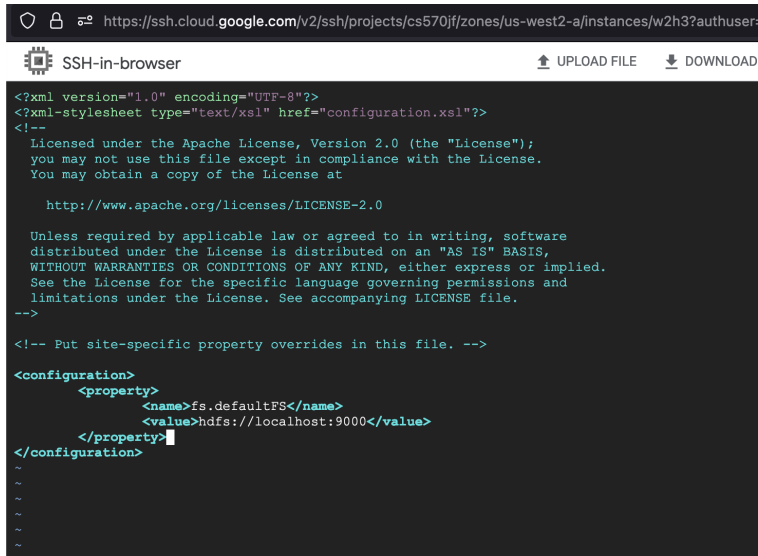 https://ssh.cloud.google.com/v2/ssh/projects/cs570jf/zones/us-west2-a/instances/w2h3?authuser=
SSH-in-browser UPLOAD FILE DOWNLOAD
<?xml version="1.0" encoding="UTF-8"?>
<?xml-stylesheet type="text/xsl" href="configuration.xsl"?>
<!--
  Licensed under the Apache License, Version 2.0 (the "License");
  you may not use this file except in compliance with the License.
  You may obtain a copy of the License at

    http://www.apache.org/licenses/LICENSE-2.0

  Unless required by applicable law or agreed to in writing, software
  distributed under the License is distributed on an "AS IS" BASIS,
  WITHOUT WARRANTIES OR CONDITIONS OF ANY KIND, either express or implied.
  See the License for the specific language governing permissions and
  limitations under the License. See accompanying LICENSE file.
-->

<!-- Put site-specific property overrides in this file. -->

<configuration>
        <property>
                <name>fs.defaultFS</name>
                <value>hdfs://localhost:9000</value>
        </property>
</configuration>
~
~
~
~
~
~